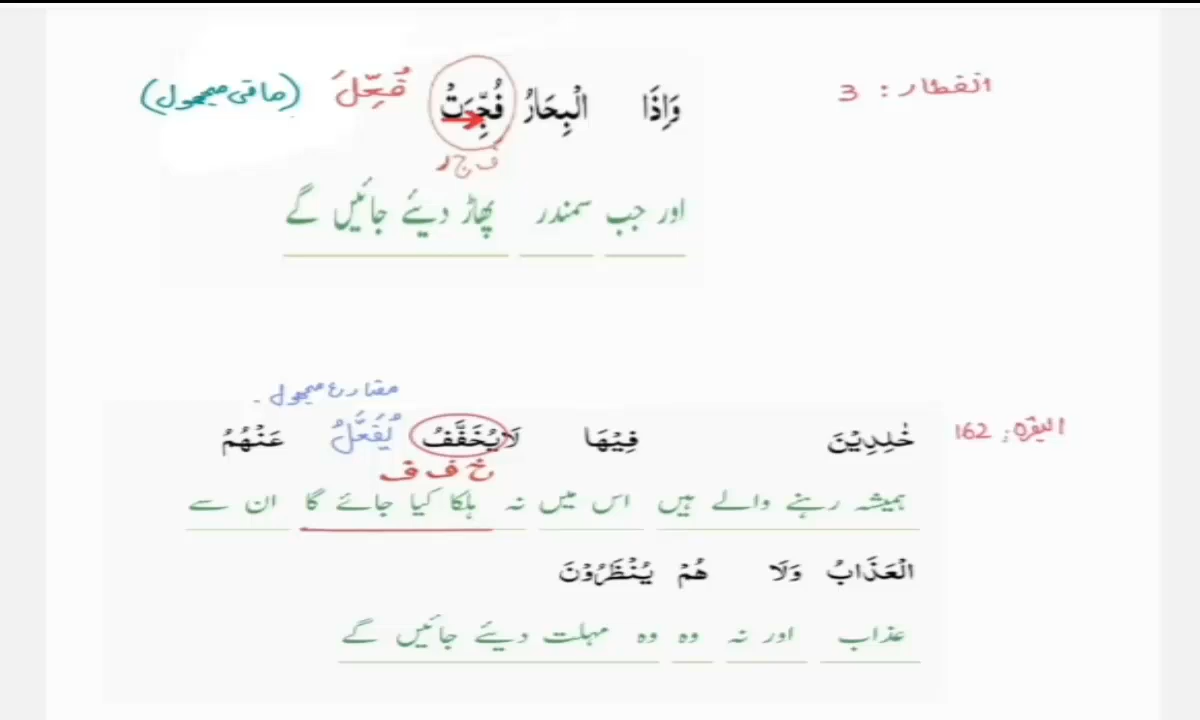 انفطار : 3
وَاِذَا الْبِحَارُ فُجِّرَتْ فُعِّلَ (ماضی مجہول)
ف ج ر
اور جب سمندر پھاڑ دیئے جائیں گے
مضارع مجہول
البقرہ : 162
خٰلِدِیْنَ فِیْهَا لَا یُخَفَّفُ یُفَعَّلُ عَنْهُمُ
خ ف ف
ہمیشہ رہنے والے ہیں اس میں نہ ہلکا کیا جائے گا ان سے
الْعَذَابُ وَلَا هُمْ یُنْظَرُوْنَ
عذاب اور نہ وہ وہ مہلت دیئے جائیں گے